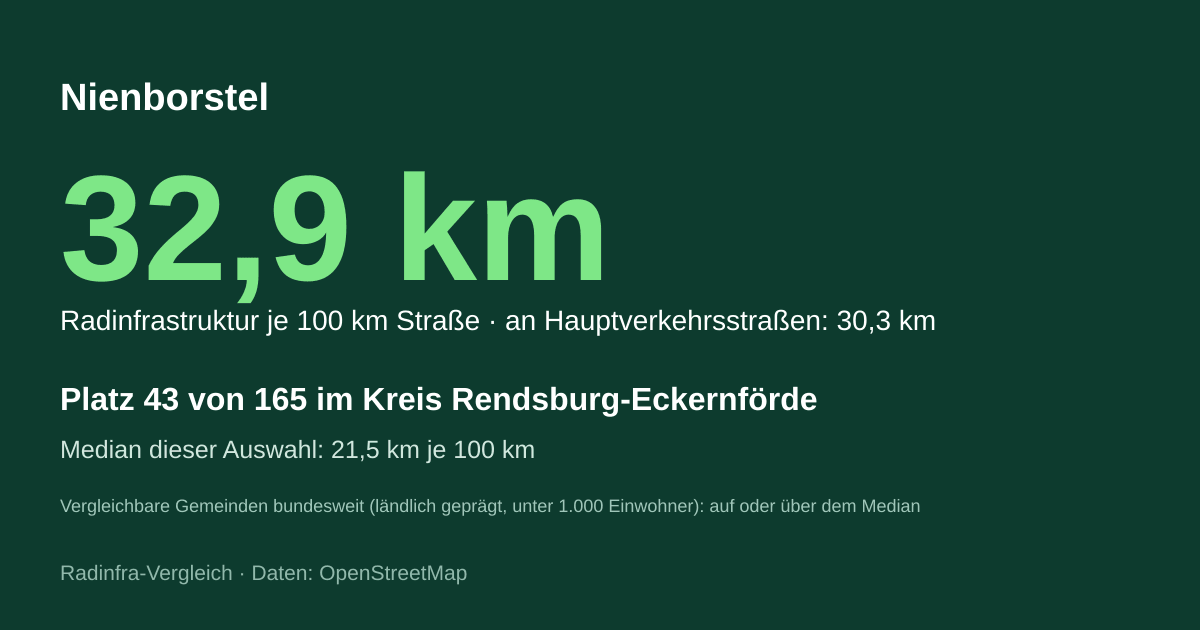 Nienborstel
32,9 km
Radinfrastruktur je 100 km Straße · an Hauptverkehrsstraßen: 30,3 km
Platz 43 von 165 im Kreis Rendsburg-Eckernförde
Median dieser Auswahl: 21,5 km je 100 km
Vergleichbare Gemeinden bundesweit (ländlich geprägt, unter 1.000 Einwohner): auf oder über dem Median
Radinfra-Vergleich · Daten: OpenStreetMap